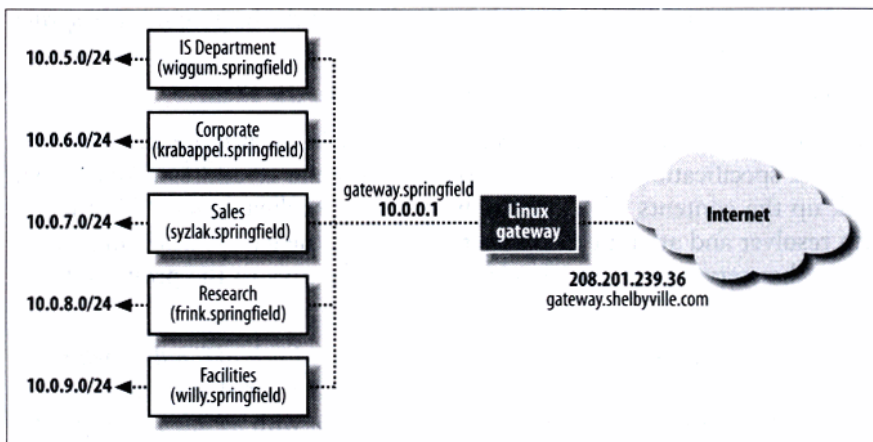 10.0.5.0/24
IS Department
(wiggum.springfield)
10.0.6.0/24
Corporate
(krabappel.springfield)
10.0.7.0/24
Sales
(syzlak.springfield)
10.0.8.0/24
Research
(frink.springfield)
10.0.9.0/24
Facilities
(willy.springfield)
gateway.springfield
10.0.0.1
Linux
gateway
Internet
208.201.239.36
gateway.shelbyville.com